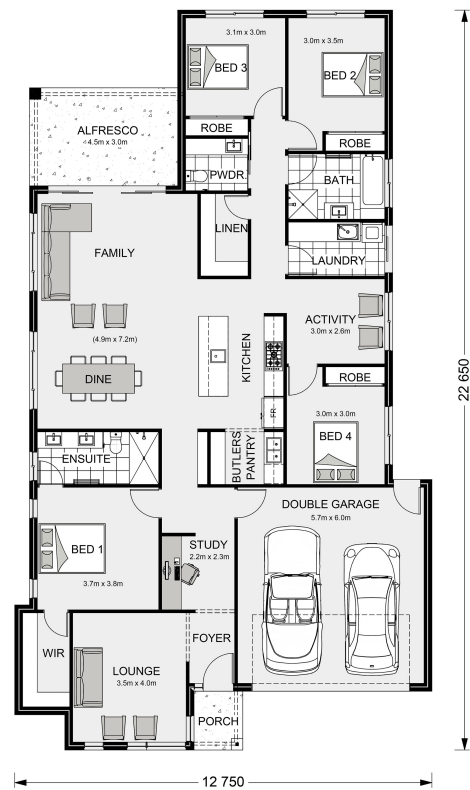 3.1m x 3.0m
BED 3
3.0m x 3.5m
BED 2
ROBE
ROBE
ALFRESCO
4.5m x 3.0m
PWDR.
BATH
LINEN
LAUNDRY
FAMILY
(4.9m x 7.2m)
ACTIVITY
3.0m x 2.6m
KITCHEN
DINE
ROBE
FR
3.0m x 3.0m
BED 4
ENSUITE
BUTLERS
PANTRY
DOUBLE GARAGE
5.7m x 6.0m
BED 1
3.7m x 3.8m
STUDY
2.2m x 2.3m
WIR
FOYER
LOUNGE
3.5m x 4.0m
PORCH
22 650
12 750